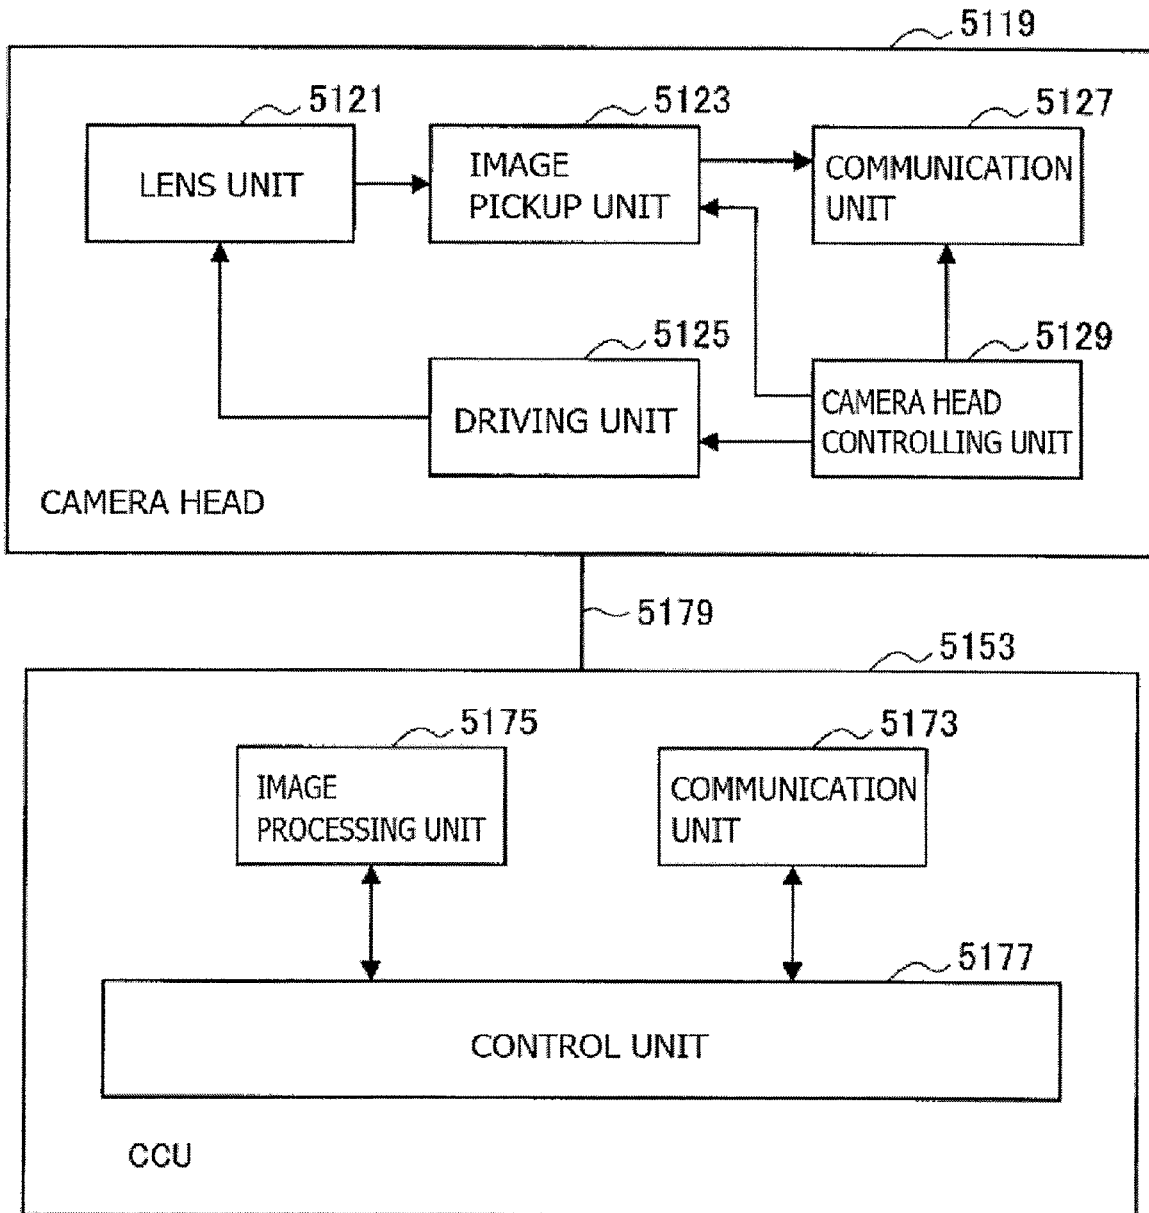 5119
5121
5123
5127
LENS UNIT
IMAGE
PICKUP UNIT
COMMUNICATION
UNIT
5125
5129
DRIVING UNIT
CAMERA HEAD
CONTROLLING UNIT
CAMERA HEAD
5179
5153
5175
5173
IMAGE
PROCESSING UNIT
COMMUNICATION
UNIT
5177
CONTROL UNIT
CCU